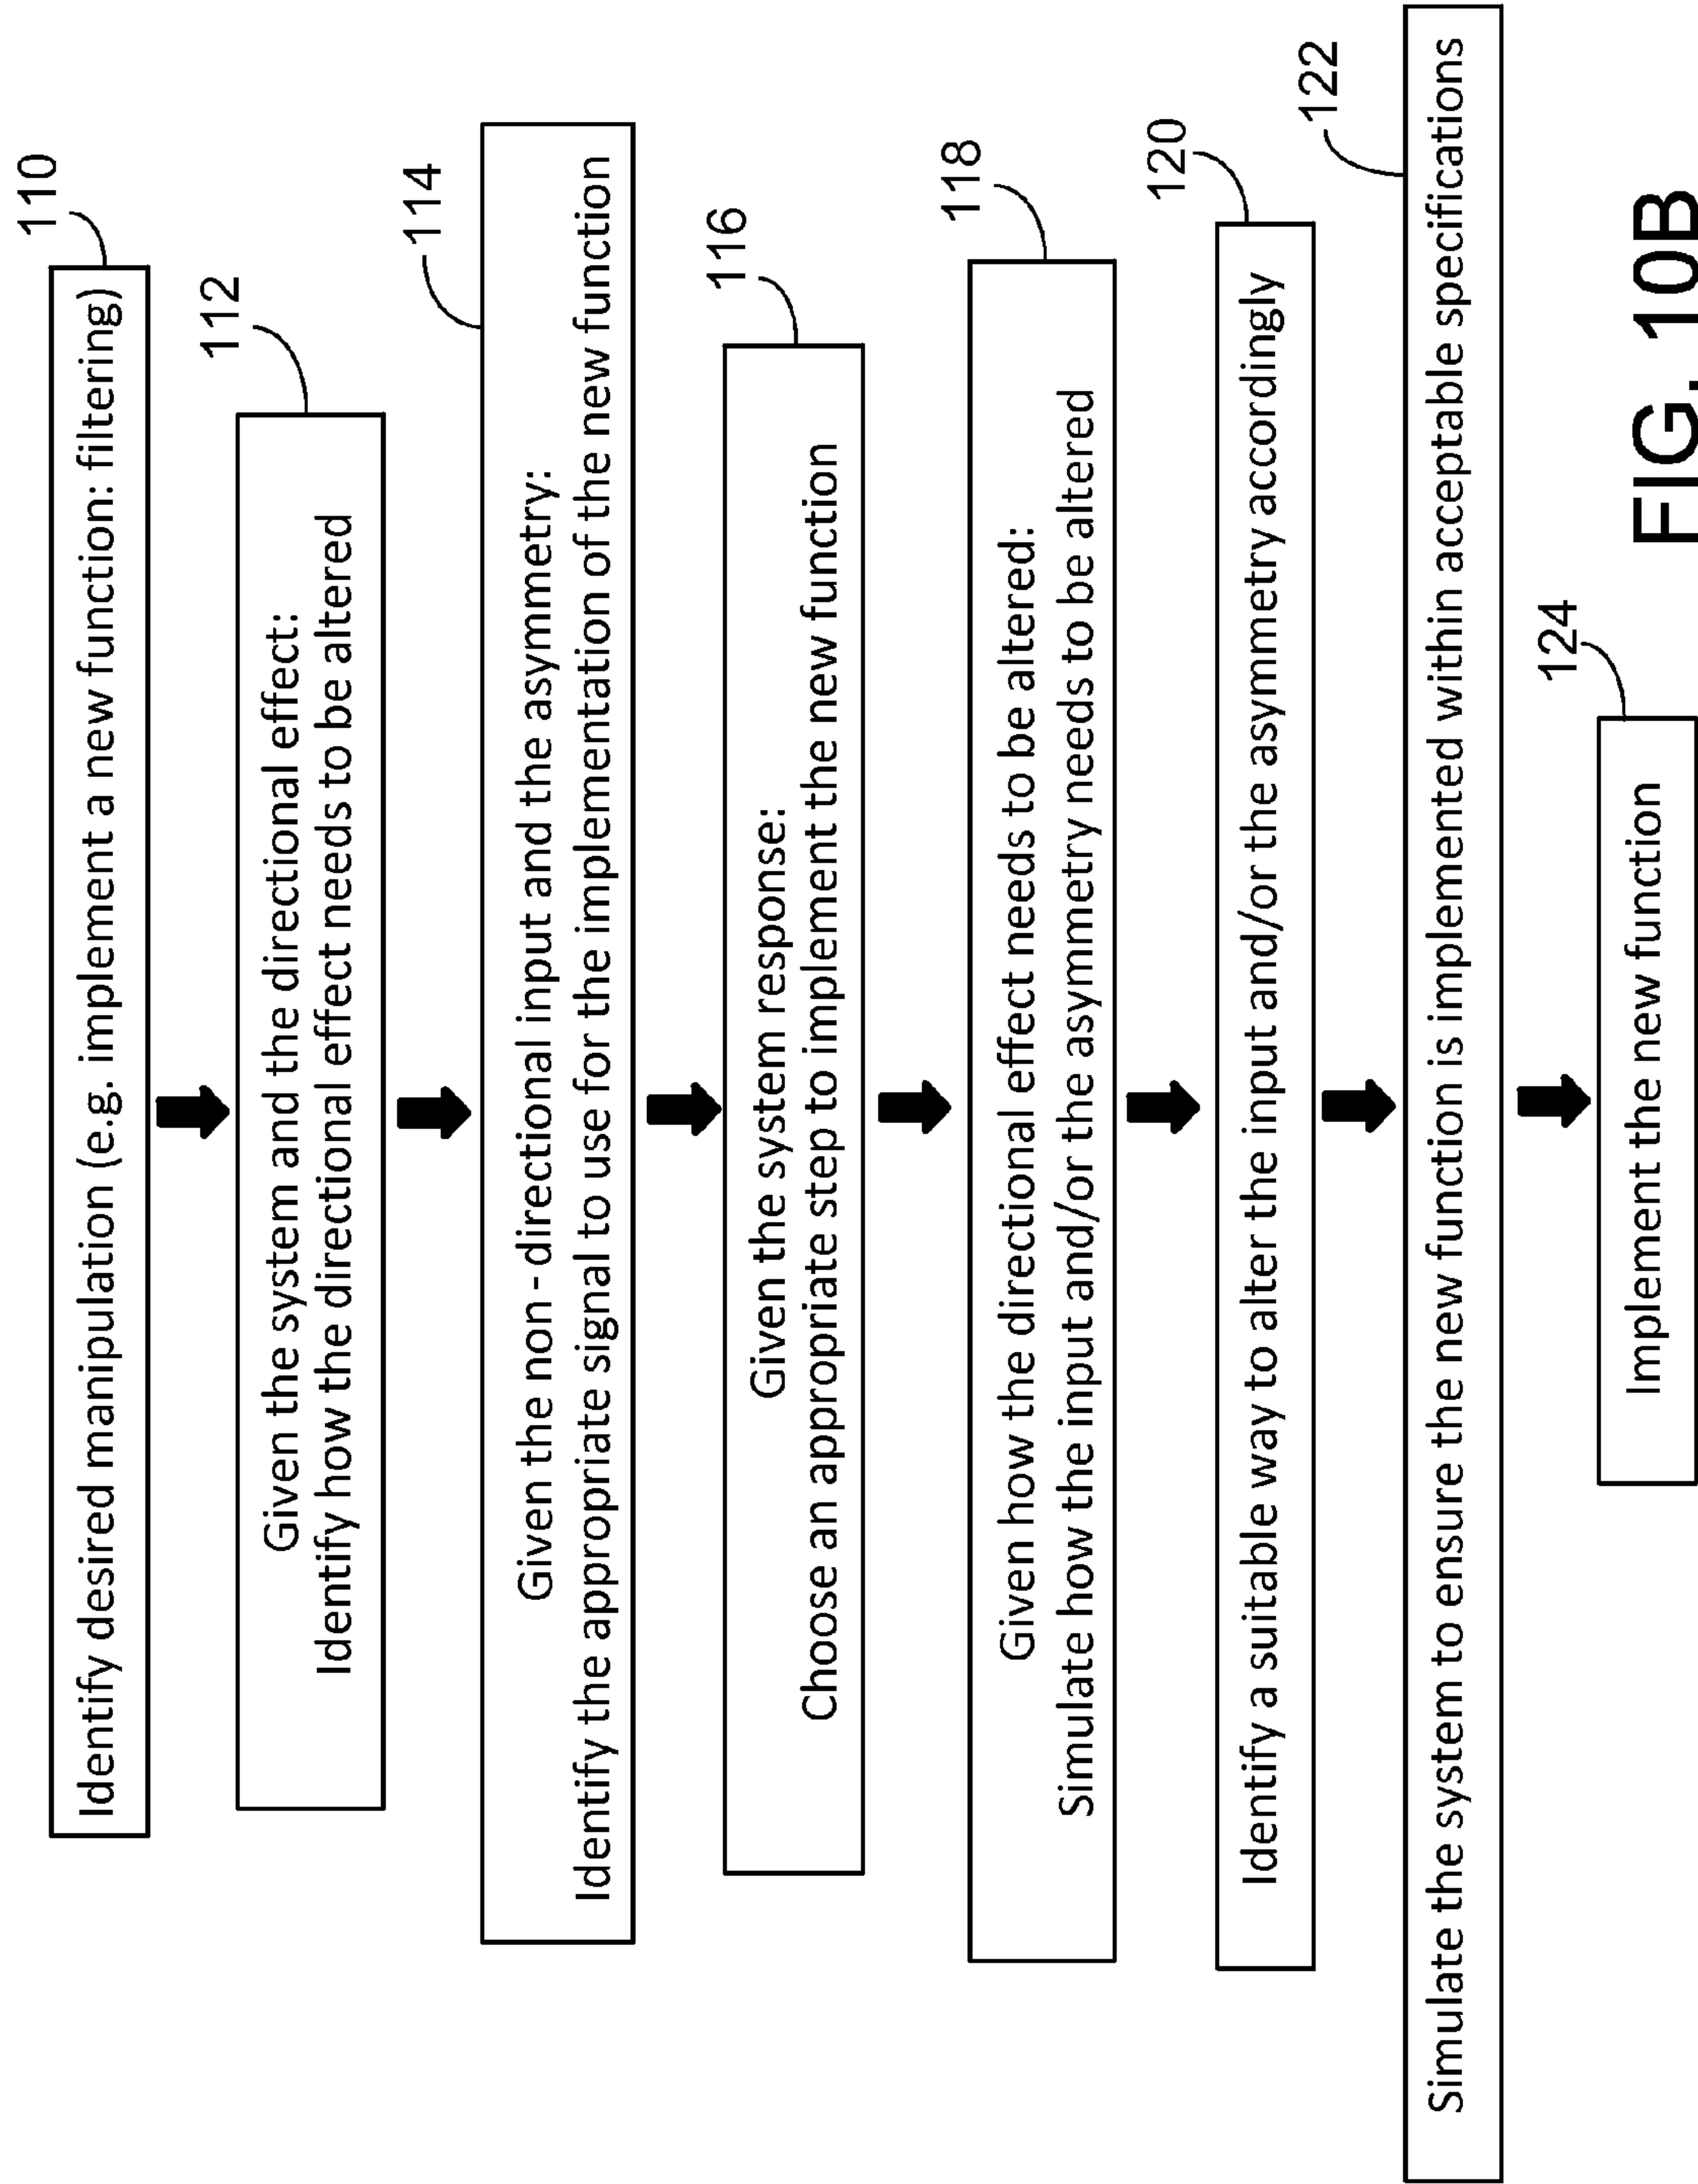 110
Identify desired manipulation (e.g. implement a new function: filtering)
112
Given the system and the directional effect:
Identify how the directional effect needs to be altered
114
Given the non - directional input and the asymmetry:
Identify the appropriate signal to use for the implementation of the new function
116
Given the system response:
Choose an appropriate step to implement the new function
118
Given how the directional effect needs to be altered:
Simulate how the input and/or the asymmetry needs to be altered
120
Identify a suitable way to alter the input and/or the asymmetry accordingly
122
Simulate the system to ensure the new function is implemented within acceptable specifications
124
Implement the new function
FIG. 10B